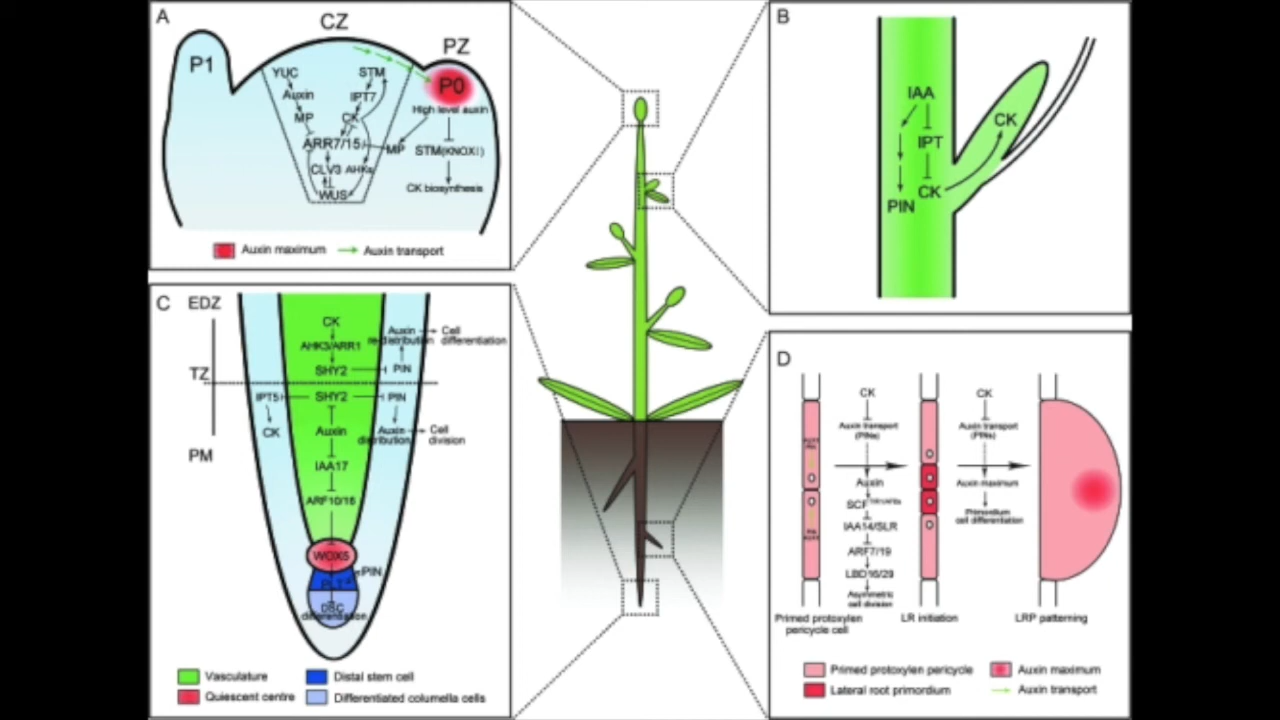 A
CZ
P1
PZ
P0
YUC
STM
Auxin
IPT7
MP
CK
High level auxin
ARR7/15
MP
STM(KNOXI)
CLV3
AHKs
WUS
CK biosynthesis
Auxin maximum
Auxin transport
B
IAA
CK
IPT
CK
PIN
C
EDZ
TZ
PM
CK
AHK3/ARR1
SHY2
PIN
Auxin
redistribution
Cell
differentiation
IPT5
SHY2
PIN
CK
Auxin
Auxin
distribution
Cell
division
IAA17
ARF10/16
WOX5
PLT
PIN
DSC
differentiation
Vasculature
Distal stem cell
Quiescent centre
Differentiated columella cells
D
CK
Auxin transport
(PINs)
Auxin
SCF
IAA14/SLR
ARF7/19
LBD16/29
Asymmetric
cell division
CK
Auxin transport
(PINs)
Auxin maximum
Primordium
cell differentiation
Primed protoxylen
pericycle cell
LR initiation
LRP patterning
Primed protoxylen pericycle
Auxin maximum
Lateral root primordium
Auxin transport